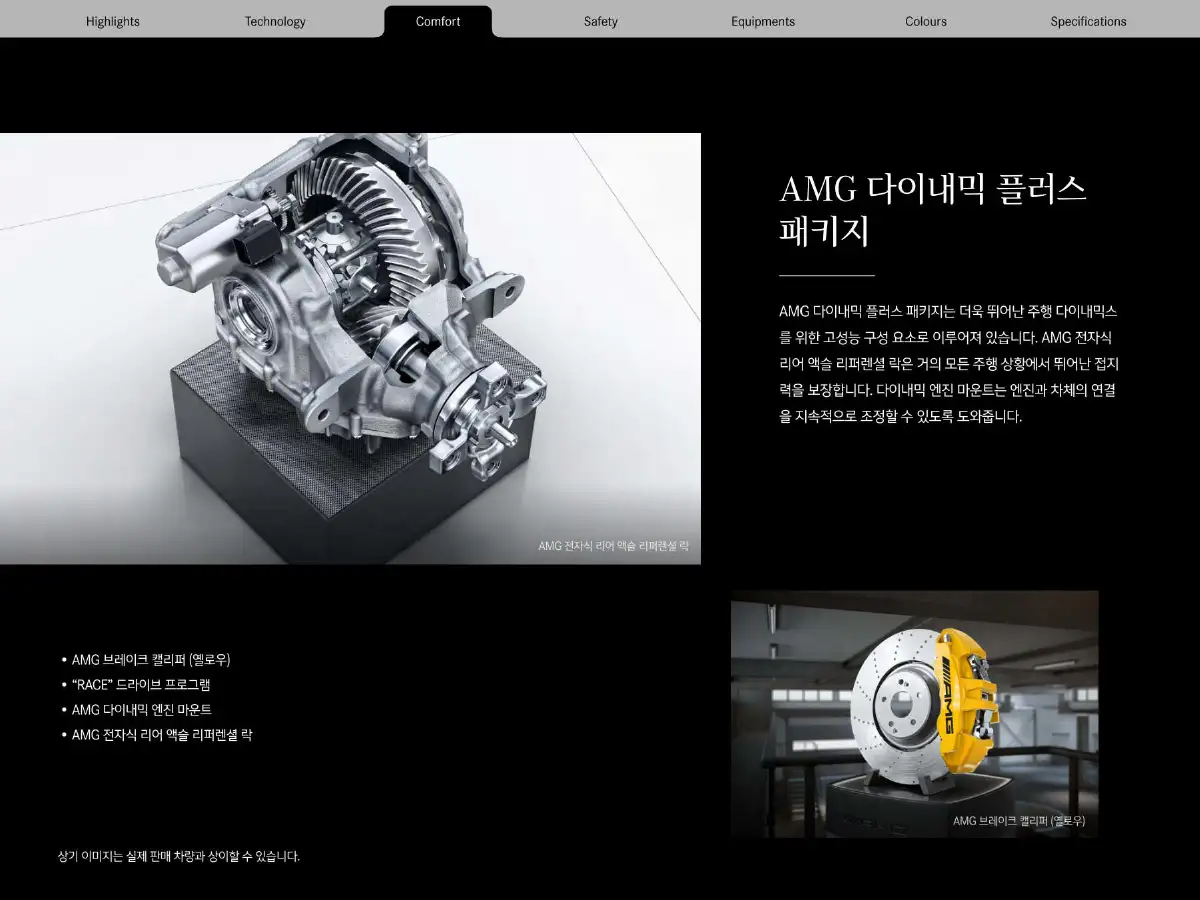 Highlights
Technology
Comfort
Safety
Equipments
Colours
Specifications
AMG 다이내믹 플러스
패키지
AMG 다이내믹 플러스 패키지는 더욱 뛰어난 주행 다이내믹스
를 위한 고성능 구성 요소로 이루어져 있습니다. AMG 전자식
리어 액슬 리퍼렌셜 락은 거의 모든 주행 상황에서 뛰어난 접지
력을 보장합니다. 다이내믹 엔진 마운트는 엔진과 차체의 연결
을 지속적으로 조정할 수 있도록 도와줍니다.
AMG 전자식 리어 액슬 리퍼렌셜 락
• AMG 브레이크 캘리퍼 (옐로우)
• “RACE” 드라이브 프로그램
• AMG 다이내믹 엔진 마운트
• AMG 전자식 리어 액슬 리퍼렌셜 락
AMG
AMG 브레이크 캘리퍼 (옐로우)
상기 이미지는 실제 판매 차량과 상이할 수 있습니다.